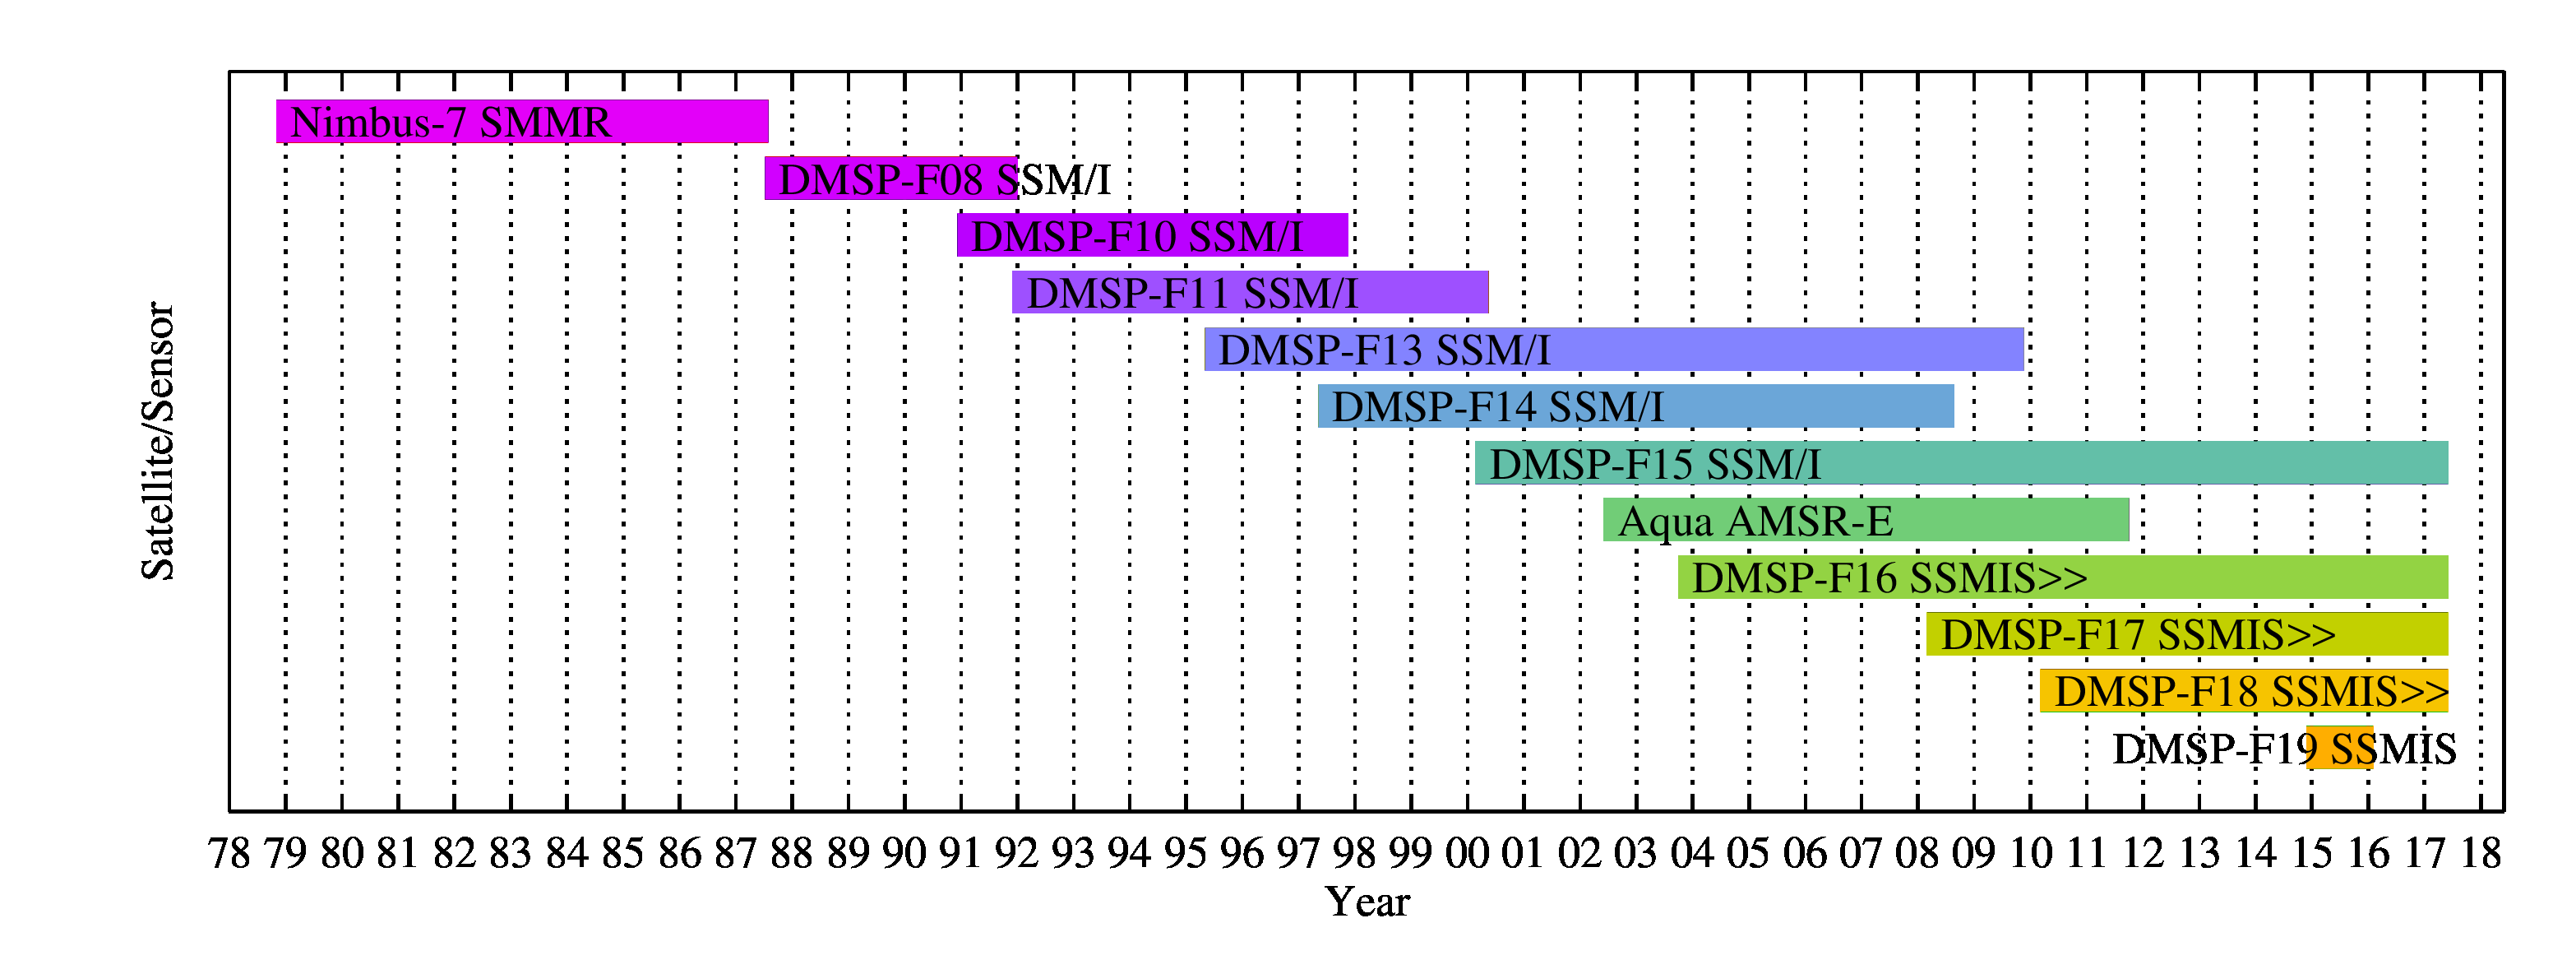 Satellite/Sensor
Nimbus-7 SMMR
DMSP-F08 SSM/I
DMSP-F10 SSM/I
DMSP-F11 SSM/I
DMSP-F13 SSM/I
DMSP-F14 SSM/I
DMSP-F15 SSM/I
Aqua AMSR-E
DMSP-F16 SSMIS>>
DMSP-F17 SSMIS>>
DMSP-F18 SSMIS>>
DMSP-F19 SSMIS
78 79 80 81 82 83 84 85 86 87 88 89 90 91 92 93 94 95 96 97 98 99 00 01 02 03 04 05 06 07 08 09 10 11 12 13 14 15 16 17 18
Year